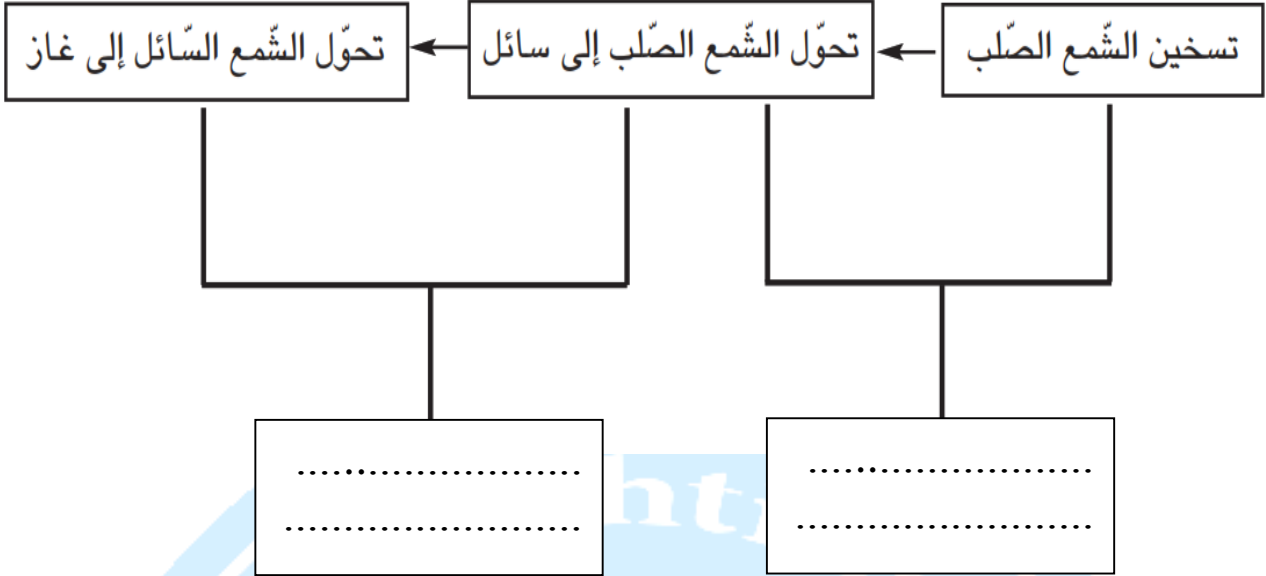 تسخين الشّمع الصّلب
تحوّل الشّمع الصّلب إلى سائل
تحوّل الشّمع السّائل إلى غاز
........................
.........................
........................
.........................